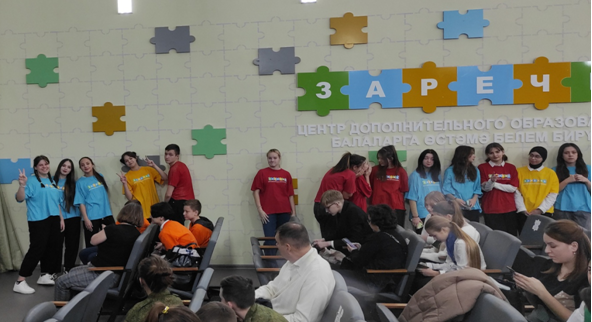 ЗАРЕЧ
ЦЕНТР ДОПОЛНИТЕЛЬНОГО ОБРАЗОВА
БАЛАЛАРГА ӨСТӘМӘ БЕЛЕМ БИРҮ